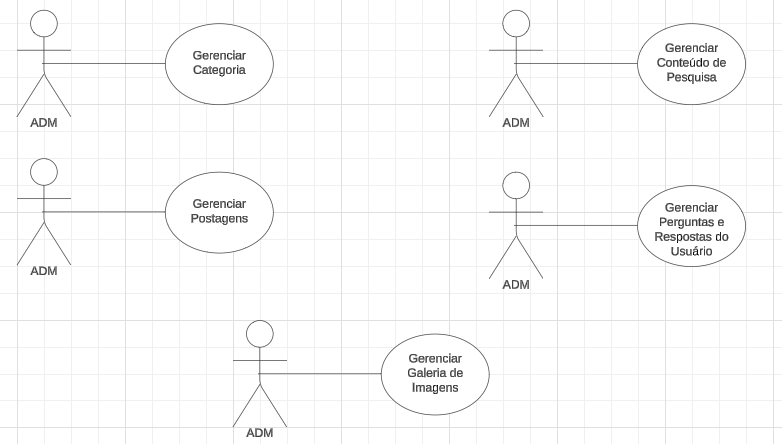 Gerenciar
Categoria
ADM
Gerenciar
Conteúdo de
Pesquisa
ADM
Gerenciar
Postagens
ADM
Gerenciar
Perguntas e
Respostas do
Usuário
ADM
Gerenciar
Galeria de
Imagens
ADM